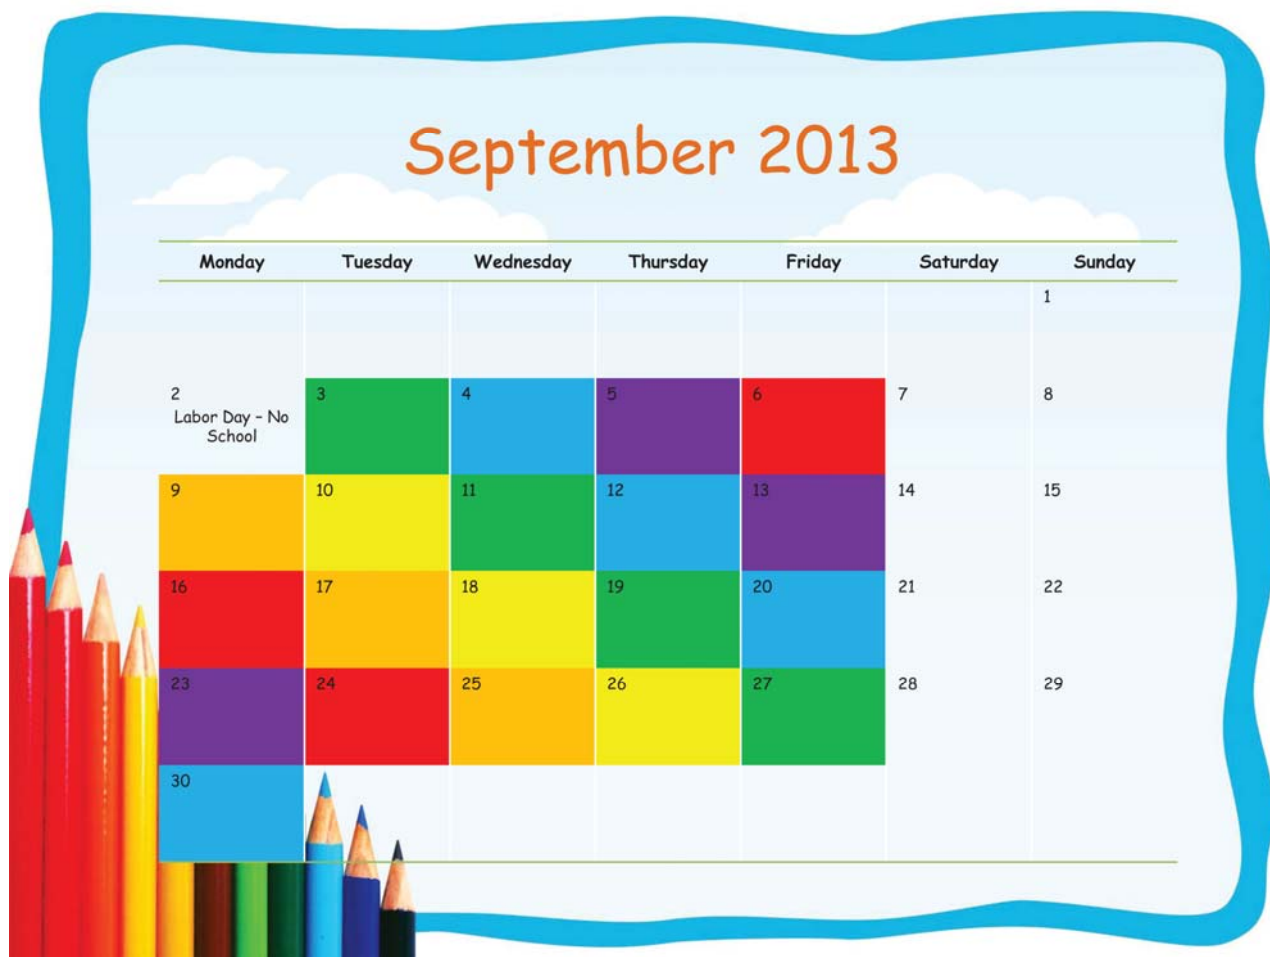 September 2013
Monday Tuesday Wednesday Thursday Friday Saturday Sunday
1
2 3 4 5 6 7 8
Labor Day – No
School
9 10 11 12 13 14 15
16 17 18 19 20 21 22
23 24 25 26 27 28 29
30